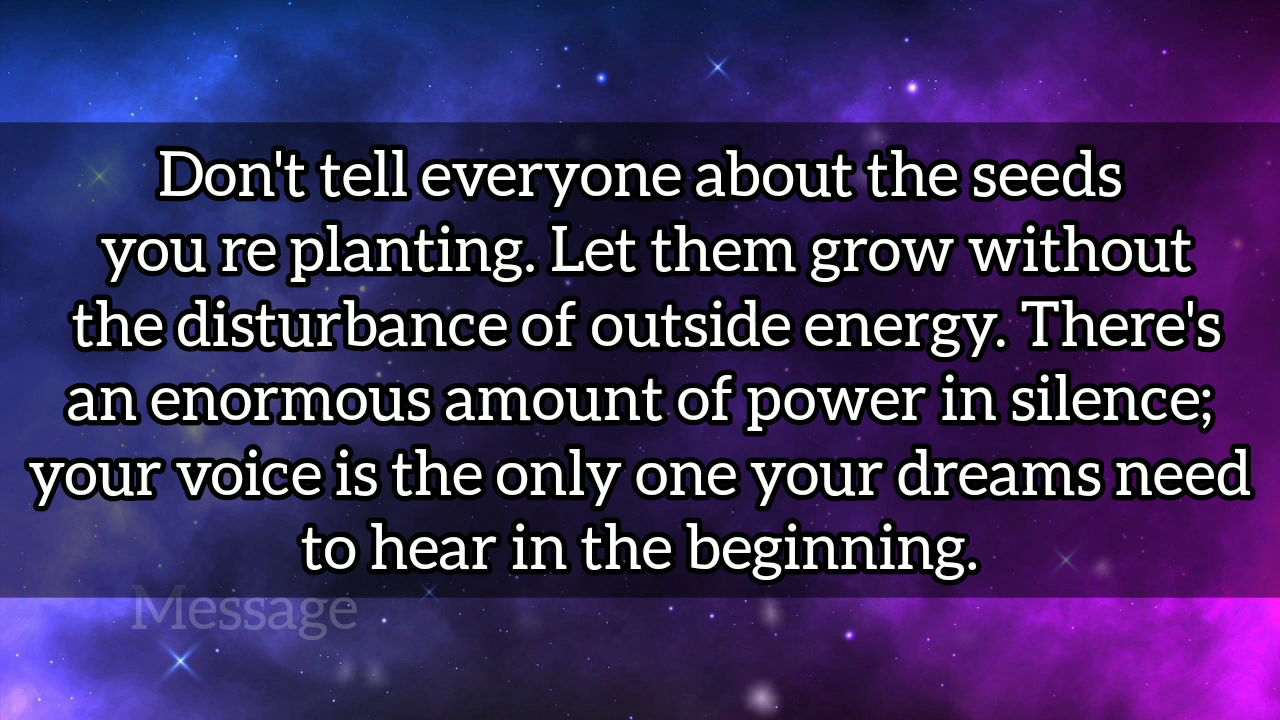 Don't tell everyone about the seeds
you re planting. Let them grow without
the disturbance of outside energy. There's
an enormous amount of power in silence;
your voice is the only one your dreams need
to hear in the beginning.
Message